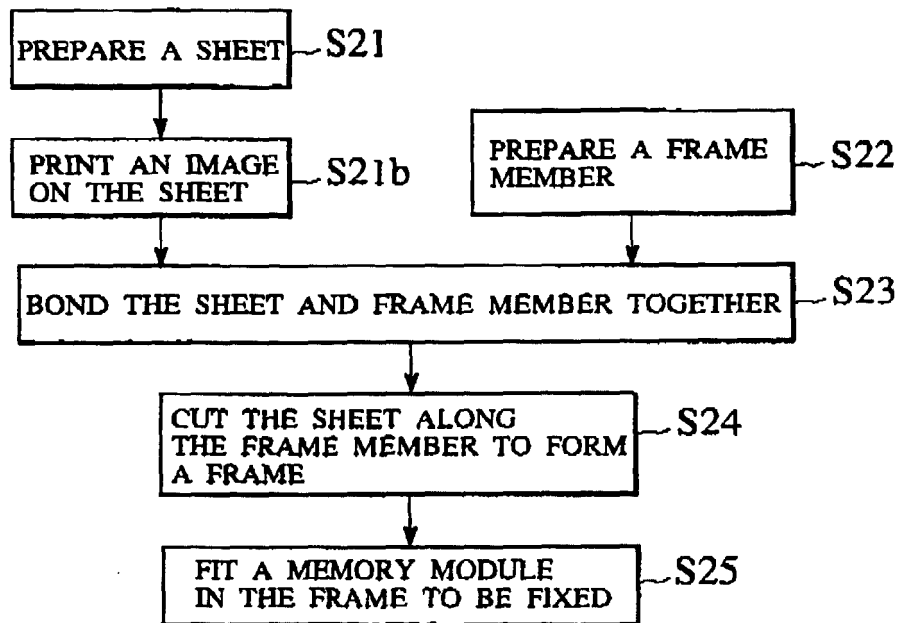 PREPARE A SHEET
S21
PRINT AN IMAGE
ON THE SHEET
S21b
PREPARE A FRAME
MEMBER
S22
BOND THE SHEET AND FRAME MEMBER TOGETHER
S23
CUT THE SHEET ALONG
THE FRAME MEMBER TO FORM
A FRAME
S24
FIT A MEMORY MODULE
IN THE FRAME TO BE FIXED
S25